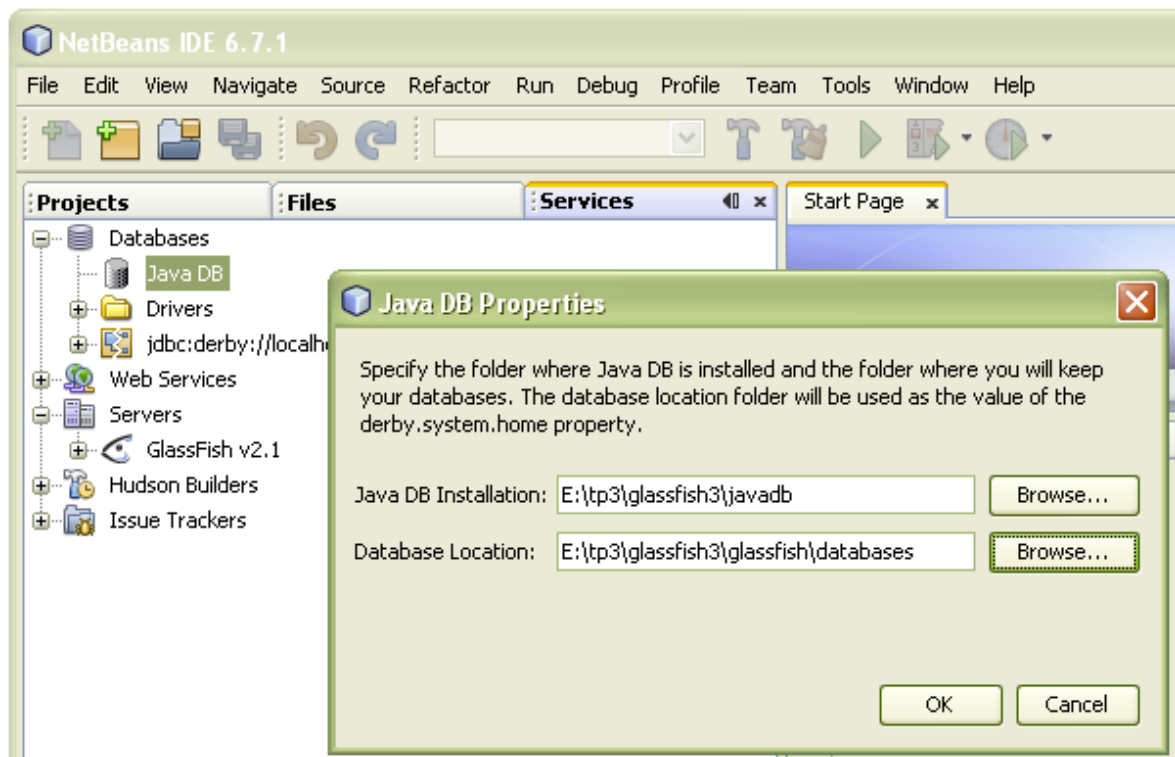 NetBeans IDE 6.7.1
File Edit View Navigate Source Refactor Run Debug Profile Team Tools Window Help
Projects Files Services Start Page
Databases
Java DB
Drivers
jdbc:derby://localh
Web Services
Servers
GlassFish v2.1
Hudson Builders
Issue Trackers
Java DB Properties
Specify the folder where Java DB is installed and the folder where you will keep
your databases. The database location folder will be used as the value of the
derby.system.home property.
Java DB Installation: E:\tp3\glassfish3\javadb Browse...
Database Location: E:\tp3\glassfish3\glassfish\databases Browse...
OK Cancel